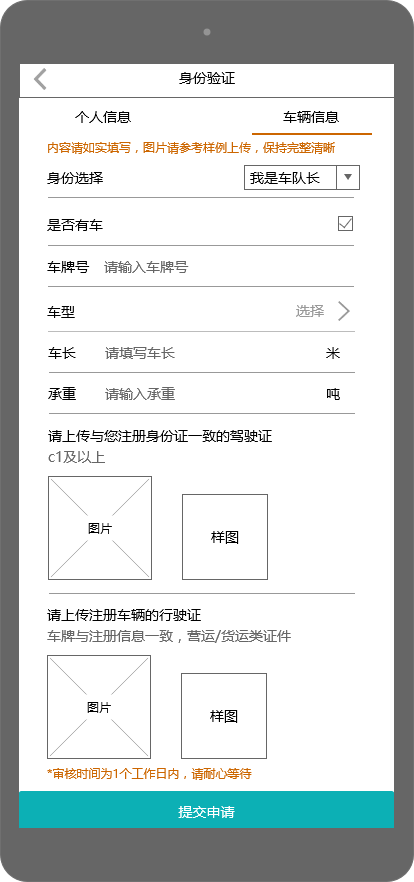 身份验证
个人信息 车辆信息
内容请如实填写，图片请参考样例上传，保持完整清晰
身份选择 我是车队长
是否有车
车牌号 请输入车牌号
车型 选择
车长 请填写车长 米
承重 请输入承重 吨
请上传与您注册身份证一致的驾驶证
c1及以上
图片 样图
请上传注册车辆的行驶证
车牌与注册信息一致，营运/货运类证件
图片 样图
*审核时间为1个工作日内，请耐心等待
提交申请